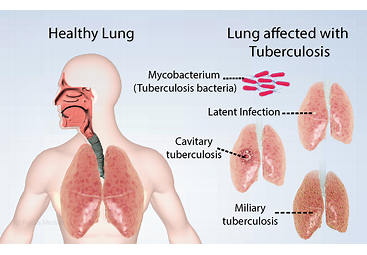 Healthy Lung
Lung affected with
Tuberculosis
Mycobacterium
(Tuberculosis bacteria)
Latent Infection
Cavitary
tuberculosis
Miliary
tuberculosis